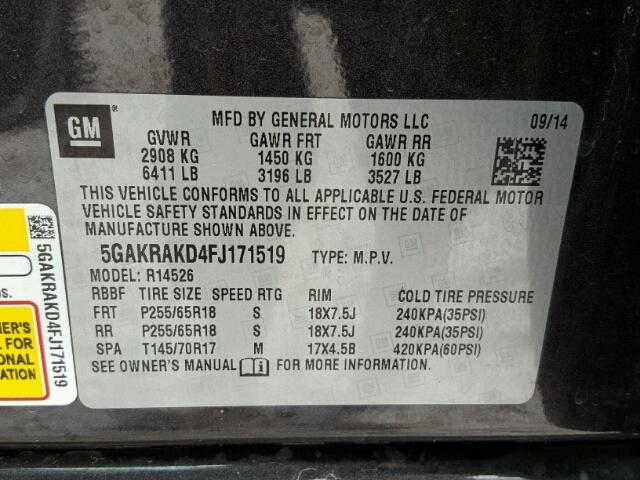 GM
MFD BY GENERAL MOTORS LLC 09/14
GVWR GAWR FRT GAWR RR
2908 KG 1450 KG 1600 KG
6411 LB 3196 LB 3527 LB
THIS VEHICLE CONFORMS TO ALL APPLICABLE U.S. FEDERAL MOTOR
VEHICLE SAFETY STANDARDS IN EFFECT ON THE DATE OF
MANUFACTURE SHOWN ABOVE.
5GAKRAKD4FJ171519 TYPE: M.P.V.
MODEL: R14526
RBBF TIRE SIZE SPEED RTG RIM COLD TIRE PRESSURE
FRT P255/65R18 S 18X7.5J 240KPA(35PSI)
RR P255/65R18 S 18X7.5J 240KPA(35PSI)
SPA T145/70R17 M 17X4.5B 420KPA(60PSI)
SEE OWNER'S MANUAL FOR MORE INFORMATION.
5GAKRAKD4FJ171519
NER'S
FOR
ONAL
ATION